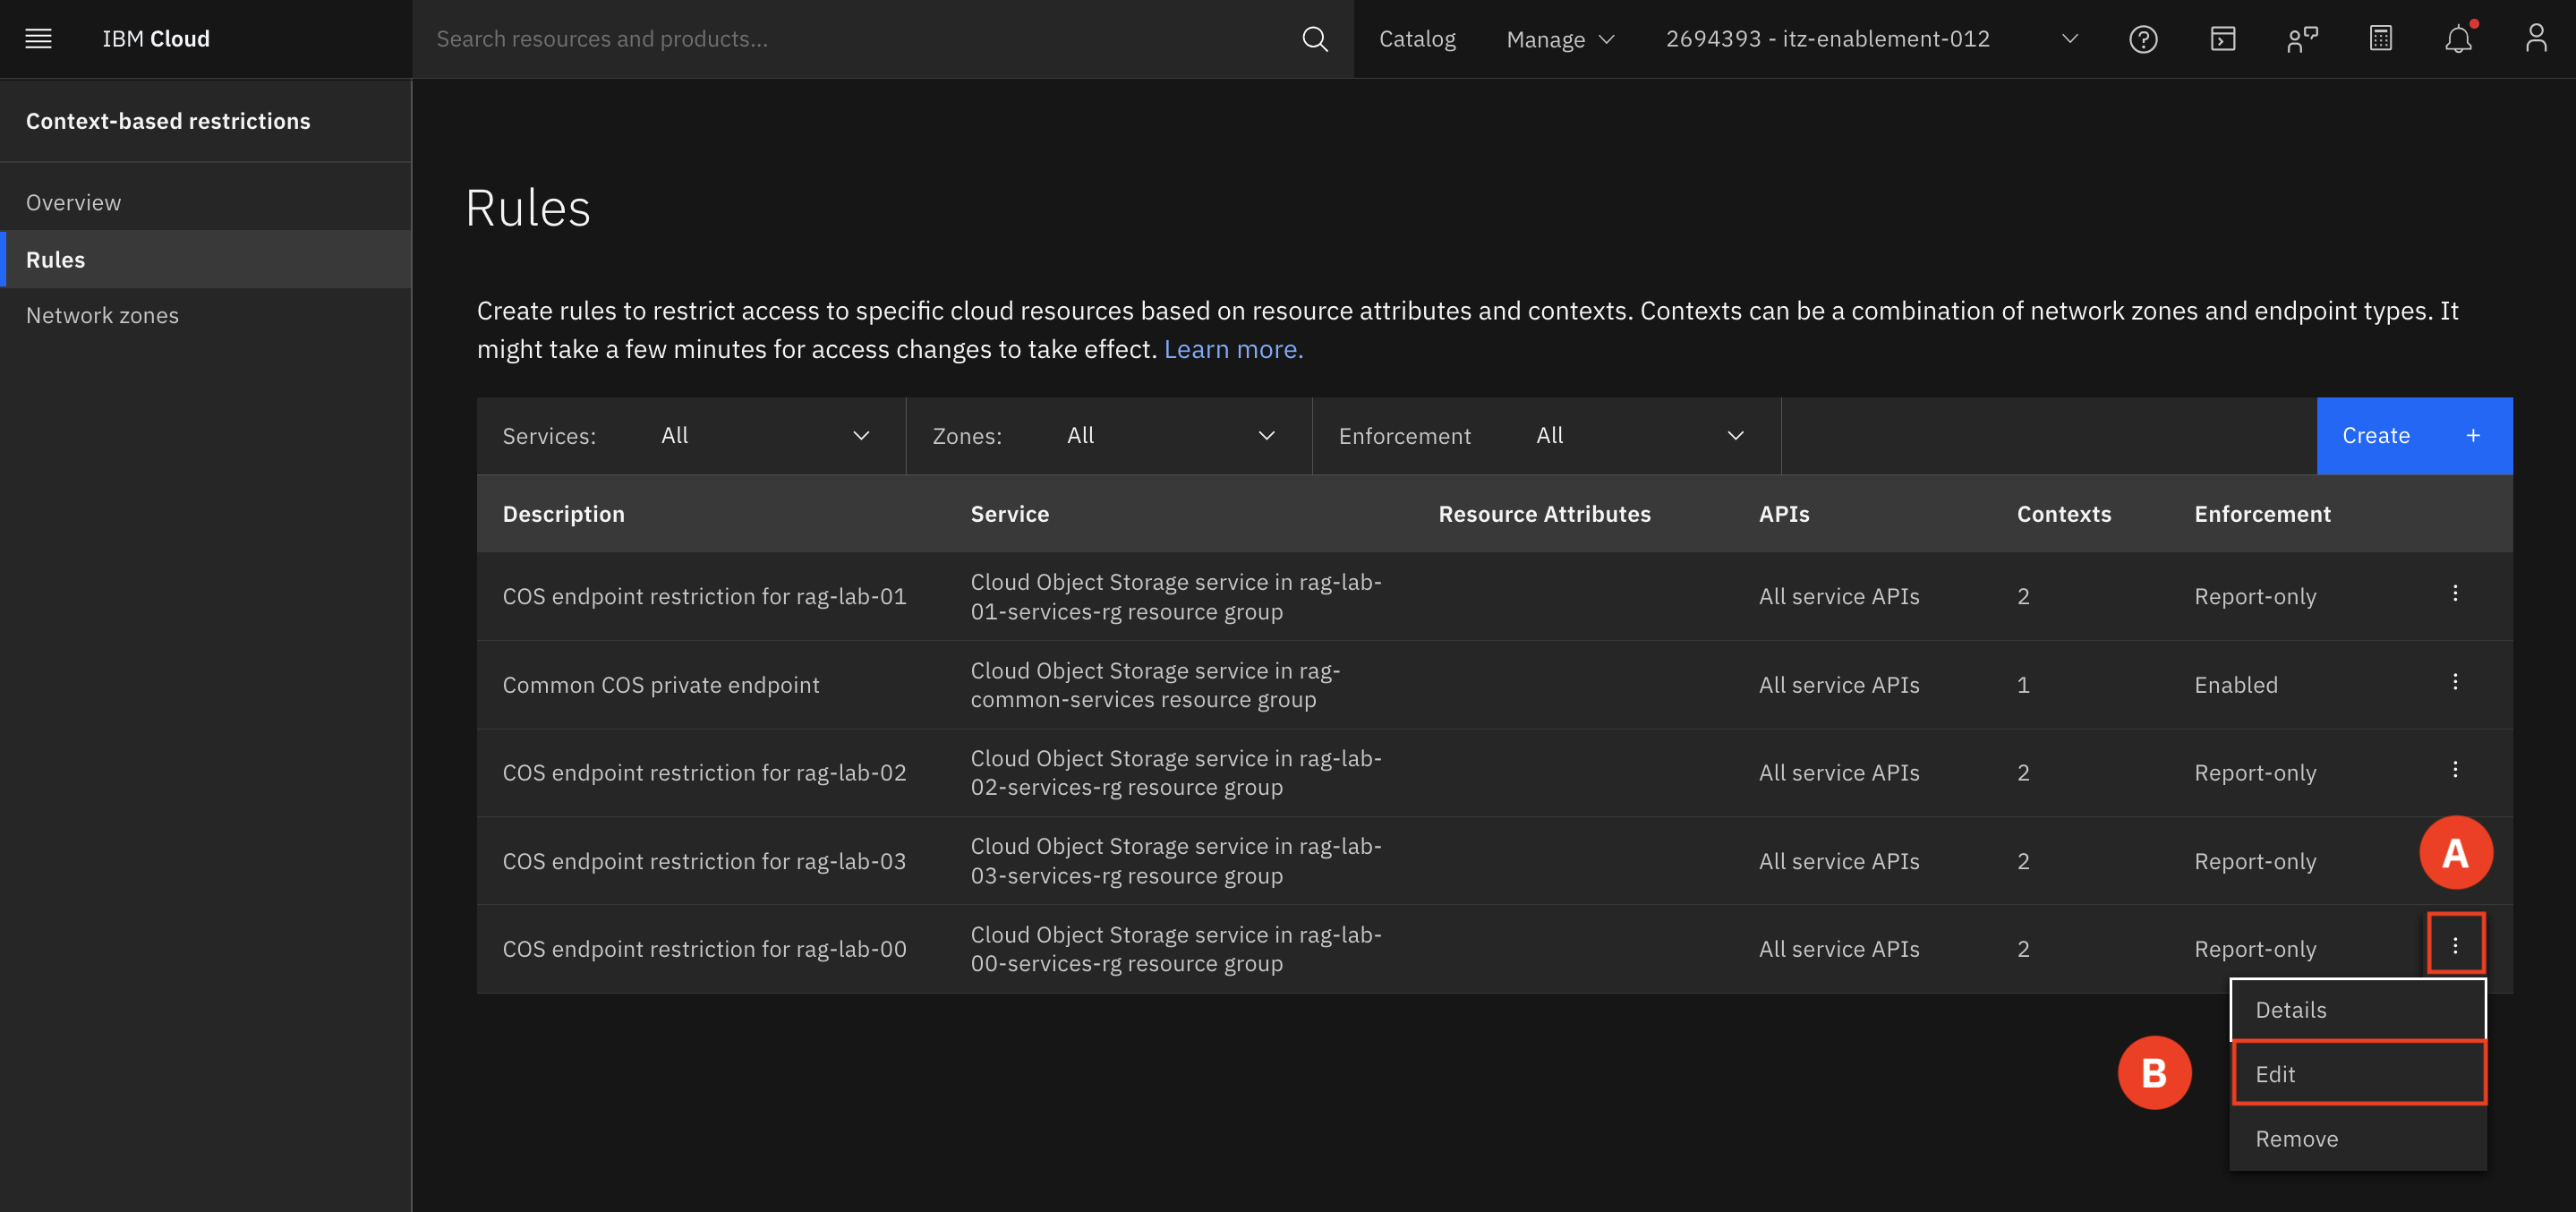 IBM Cloud
Search resources and products...
Catalog
Manage
2694393 - itz-enablement-012
Context-based restrictions
Overview
Rules
Network zones
Rules
Create rules to restrict access to specific cloud resources based on resource attributes and contexts. Contexts can be a combination of network zones and endpoint types. It
might take a few minutes for access changes to take effect. Learn more.
Services: All
Zones: All
Enforcement All
Create +
Description Service Resource Attributes APIs Contexts Enforcement
COS endpoint restriction for rag-lab-01
Cloud Object Storage service in rag-lab-
01-services-rg resource group
All service APIs
2
Report-only
Common COS private endpoint
Cloud Object Storage service in rag-
common-services resource group
All service APIs
1
Enabled
COS endpoint restriction for rag-lab-02
Cloud Object Storage service in rag-lab-
02-services-rg resource group
All service APIs
2
Report-only
COS endpoint restriction for rag-lab-03
Cloud Object Storage service in rag-lab-
03-services-rg resource group
All service APIs
2
Report-only
A
COS endpoint restriction for rag-lab-00
Cloud Object Storage service in rag-lab-
00-services-rg resource group
All service APIs
2
Report-only
Details
B
Edit
Remove